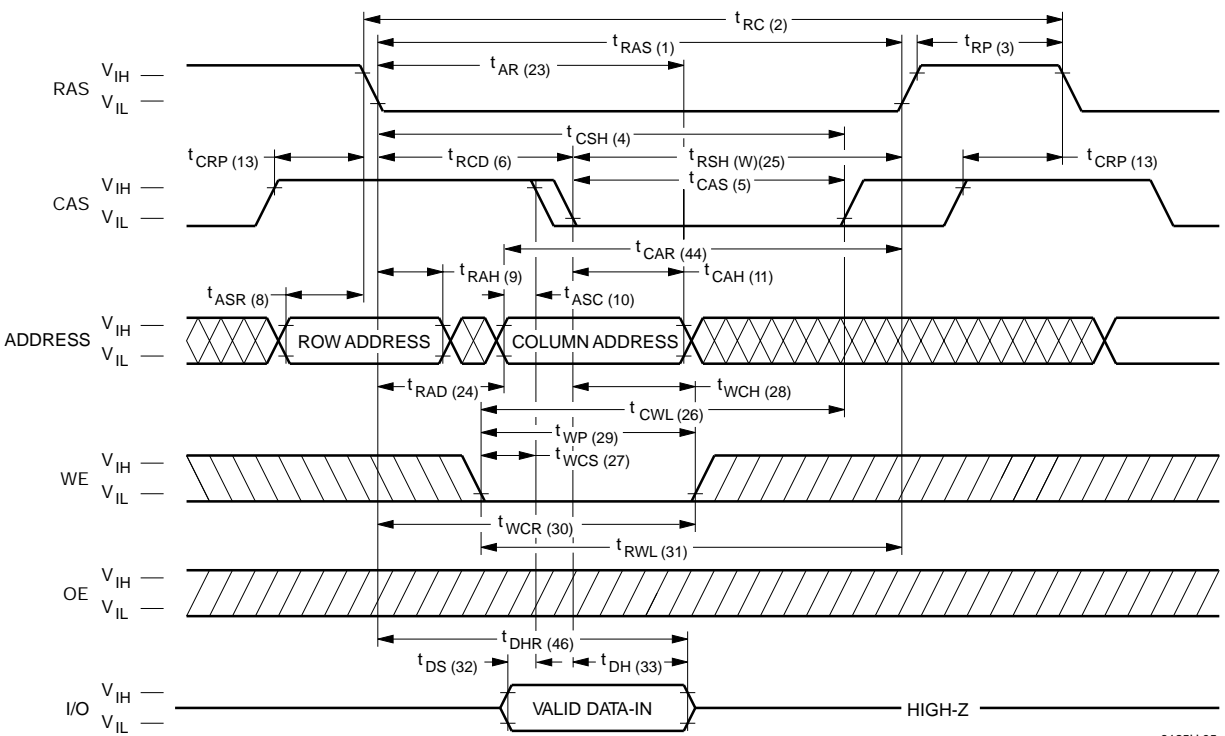 t RC (2)
t RAS (1)
t RP (3)
t AR (23)
RAS
V IH
V IL
t CSH (4)
t CRP (13)
t RCD (6)
t RSH (W)(25)
t CRP (13)
t CAS (5)
CAS
V IH
V IL
t CAR (44)
t RAH (9)
t CAH (11)
t ASR (8)
t ASC (10)
ADDRESS
V IH
V IL
ROW ADDRESS
COLUMN ADDRESS
t RAD (24)
t WCH (28)
t CWL (26)
t WP (29)
t WCS (27)
WE
V IH
V IL
t WCR (30)
t RWL (31)
OE
V IH
V IL
t DHR (46)
t DS (32)
t DH (33)
I/O
V IH
V IL
VALID DATA-IN
HIGH-Z